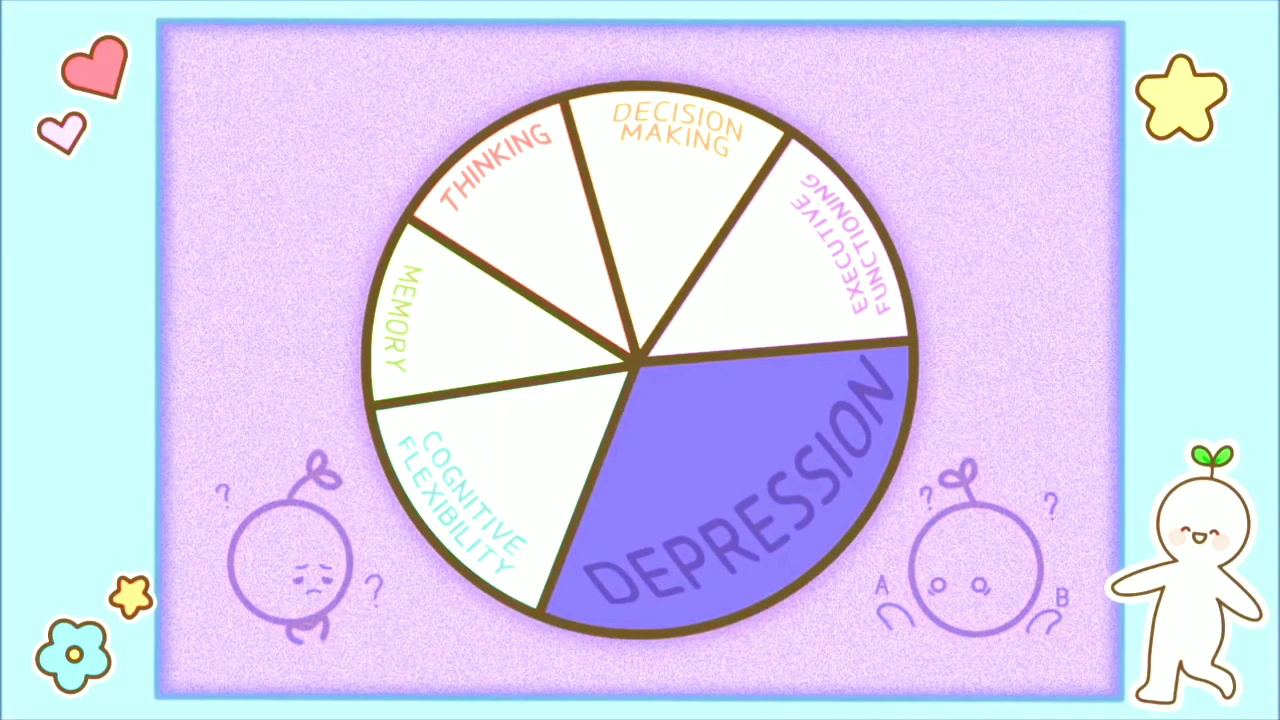 DECISION
MAKING
THINKING
EXECUTIVE
FUNCTIONING
MEMORY
COGNITIVE
FLEXIBILITY
DEPRESSION
?
?
?
?
A
B